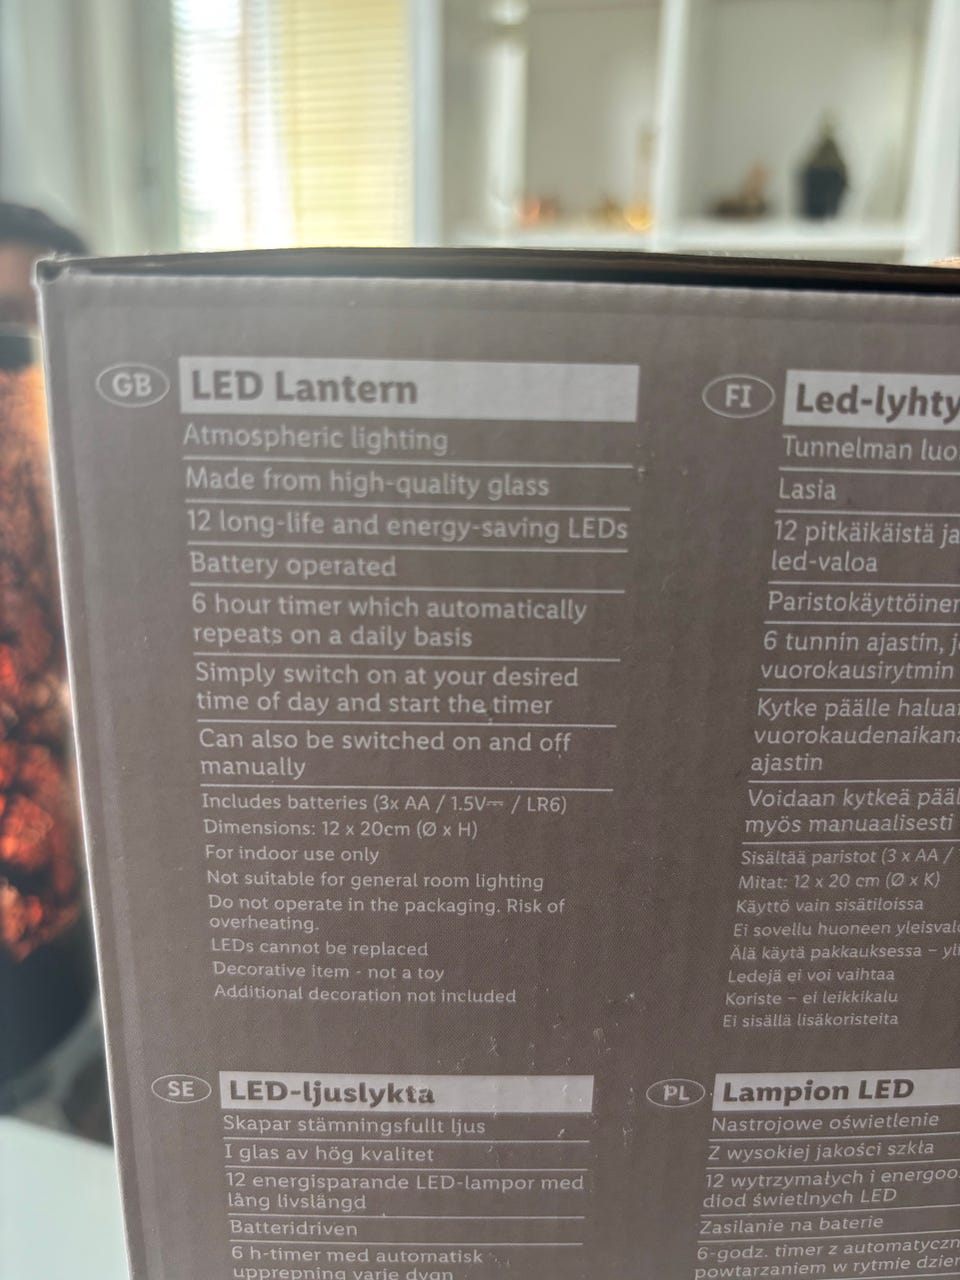 GB
LED Lantern
Atmospheric lighting
Made from high-quality glass
12 long-life and energy-saving LEDs
Battery operated
6 hour timer which automatically
repeats on a daily basis
Simply switch on at your desired
time of day and start the timer
Can also be switched on and off
manually
Includes batteries (3x AA / 1.5V⎓ / LR6)
Dimensions: 12 x 20cm (Ø x H)
For indoor use only
Not suitable for general room lighting
Do not operate in the packaging. Risk of
overheating.
LEDs cannot be replaced
Decorative item - not a toy
Additional decoration not included
FI
Led-lyhty
Tunnelman
Lasia
12 pitkäikäistä
led-valoa
Paristokäyttöinen
6 tunnin ajastin,
vuorokausirytmin
Kytke päälle
ajastin
Voidaan kytkeä
myös manuaalisesti
Sisältää paristot (3 x AA /
Mitat: 12 x 20 cm (Ø x K)
Käyttö vain sisätiloissa
Ei sovellu huoneen
Älä käytä pakkauksessa –
Ledejä ei voi vaihtaa
Koriste – ei leikkikalu
Ei sisällä lisäkoristeita
SE
LED-ljuslykta
Skapar stämningsfullt ljus
I glas av hög kvalitet
12 energisparande LED-lampor med
lång livslängd
Batteridriven
6 h-timer med automatisk
upprepning varje dygn
PL
Lampion LED
Nastrojowe oświetlenie
Z wysokiej jakości szkła
12 wytrzymałych i
diod świetlnych LED
Zasilanie na baterie
6-godz. timer z
powtarzaniem w rytmie